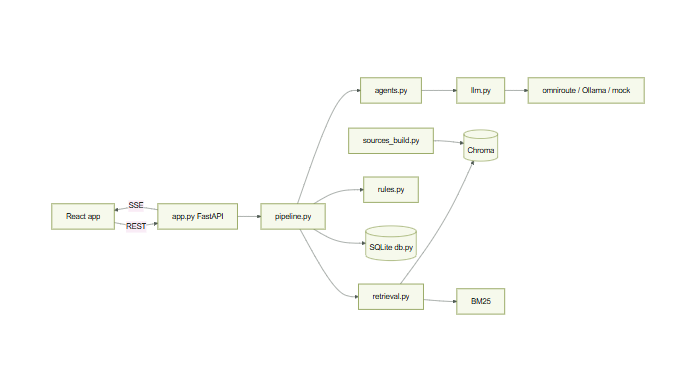 agents.py
llm.py
omniroute / Ollama / mock
sources_build.py
Chroma
rules.py
React app
SSE
REST
app.py FastAPI
pipeline.py
SQLite db.py
retrieval.py
BM25